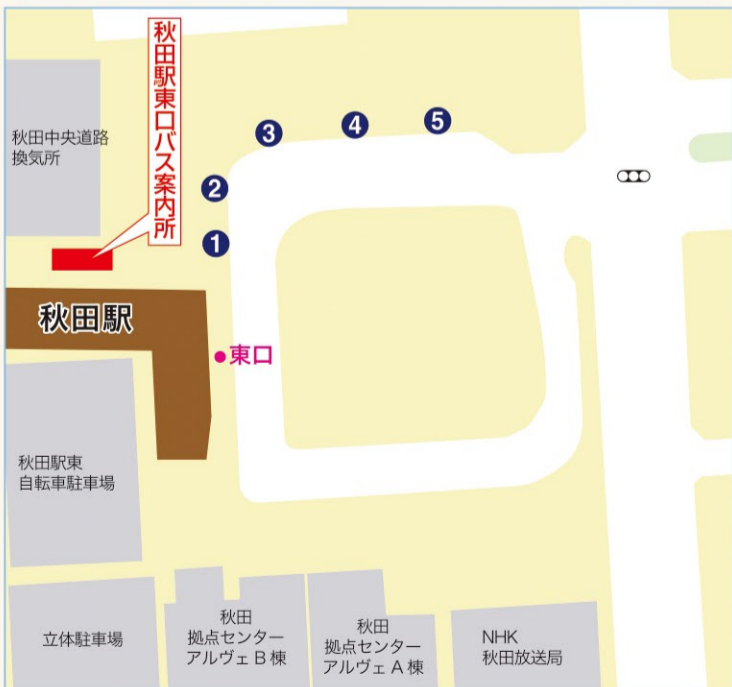 秋田駅東口バス案内所
秋田中央道路
換気所
1
2
3
4
5
秋田駅
東口
秋田駅東
自転車駐車場
立体駐車場
秋田
拠点センター
アルヴェB棟
秋田
拠点センター
アルヴェA棟
NHK
秋田放送局